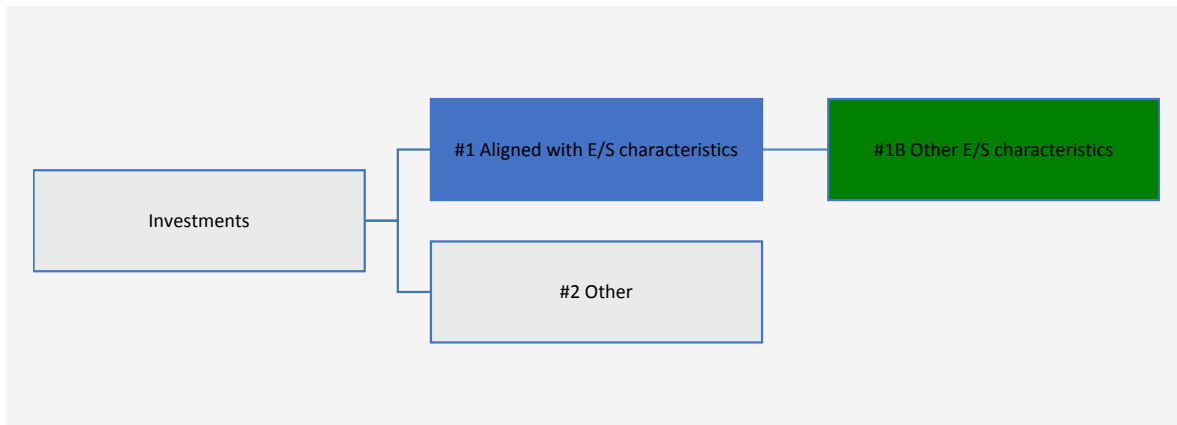 #1 Aligned with E/S characteristics
#1B Other E/S characteristics
Investments
#2 Other